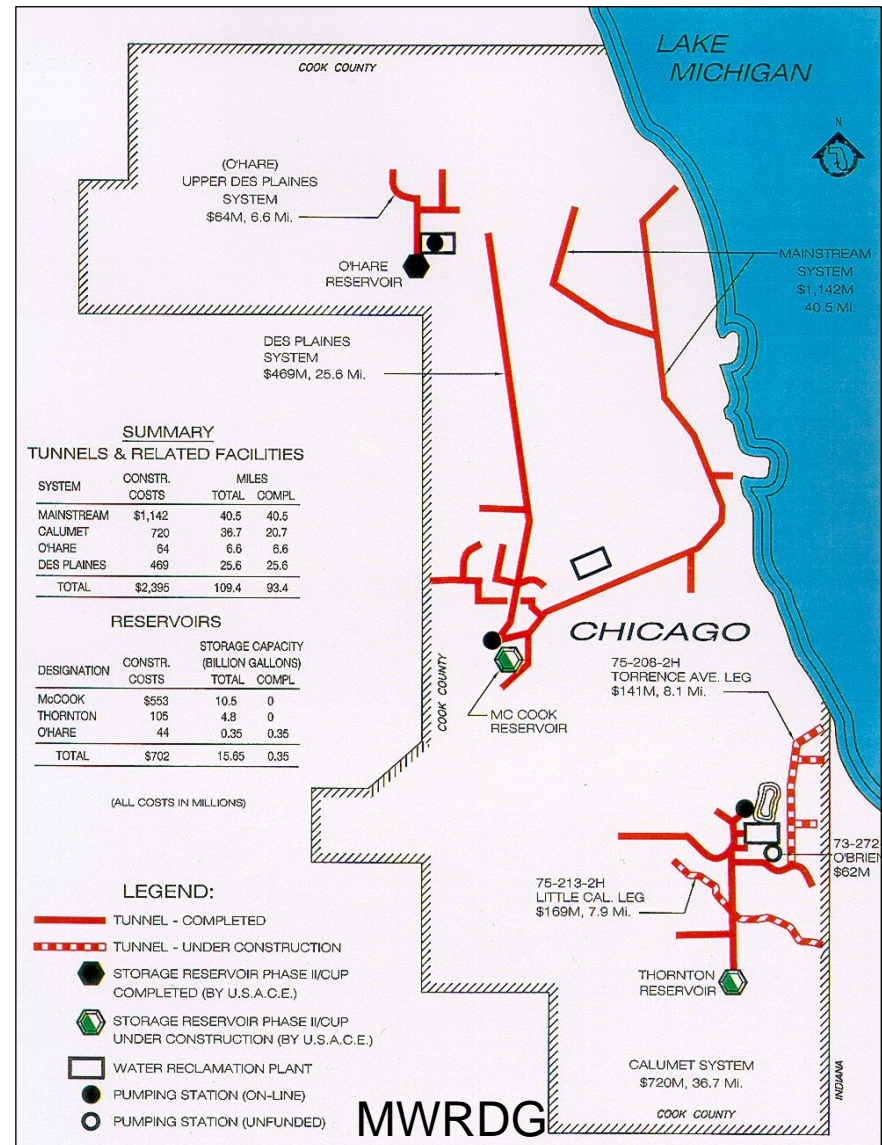 LAKE
MICHIGAN
COOK COUNTY
N
(O'HARE)
UPPER DES PLAINES
SYSTEM
$64M, 6.6 Mi.
O'HARE
RESERVOIR
MAINSTREAM
SYSTEM
$1,142M
40.5 Mi.
DES PLAINES
SYSTEM
$469M, 25.6 Mi.
SUMMARY
TUNNELS & RELATED FACILITIES
SYSTEM CONSTR. COSTS MILES TOTAL COMPL
MAINSTREAM $1,142 40.5 40.5
CALUMET 720 36.7 20.7
O'HARE 64 6.6 6.6
DES PLAINES 469 25.6 25.6
TOTAL $2,395 109.4 93.4
RESERVOIRS
DESIGNATION CONSTR. COSTS STORAGE CAPACITY (BILLION GALLONS) TOTAL COMPL
McCOOK $553 10.5 0
THORNTON 105 4.8 0
O'HARE 44 0.35 0.35
TOTAL $702 15.65 0.35
(ALL COSTS IN MILLIONS)
CHICAGO
COOK COUNTY
MC COOK
RESERVOIR
75-208-2H
TORRENCE AVE. LEG
$141M, 8.1 Mi.
73-272
O'BRIEN
$62M
75-213-2H
LITTLE CAL. LEG
$169M, 7.9 Mi.
THORNTON
RESERVOIR
CALUMET SYSTEM
$720M, 36.7 Mi.
INDIANA
COOK COUNTY
LEGEND:
TUNNEL - COMPLETED
TUNNEL - UNDER CONSTRUCTION
STORAGE RESERVOIR PHASE II/CUP
COMPLETED (BY U.S.A.C.E.)
STORAGE RESERVOIR PHASE II/CUP
UNDER CONSTRUCTION (BY U.S.A.C.E.)
WATER RECLAMATION PLANT
PUMPING STATION (ON-LINE)
PUMPING STATION (UNFUNDED)
MWRDG